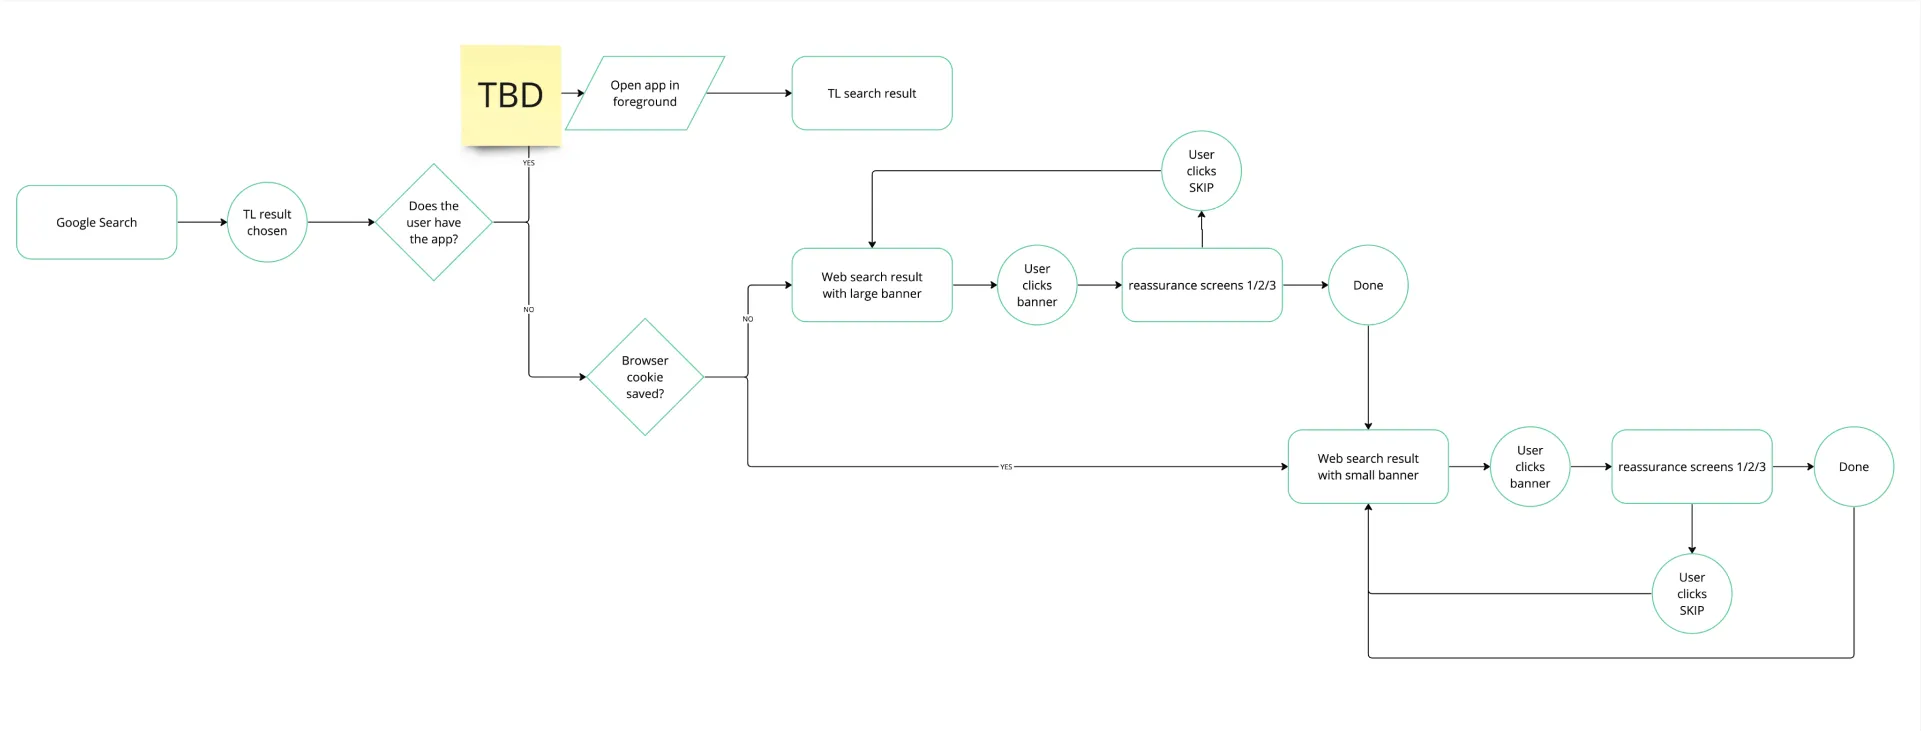 TBD
Open app in
foreground
TL search result
YES
Google Search
TL result
chosen
Does the
user have
the app?
NO
User
clicks
SKIP
Web search result
with large banner
User
clicks
banner
reassurance screens 1/2/3
Done
NO
Browser
cookie
saved?
YES
Web search result
with small banner
User
clicks
banner
reassurance screens 1/2/3
Done
User
clicks
SKIP